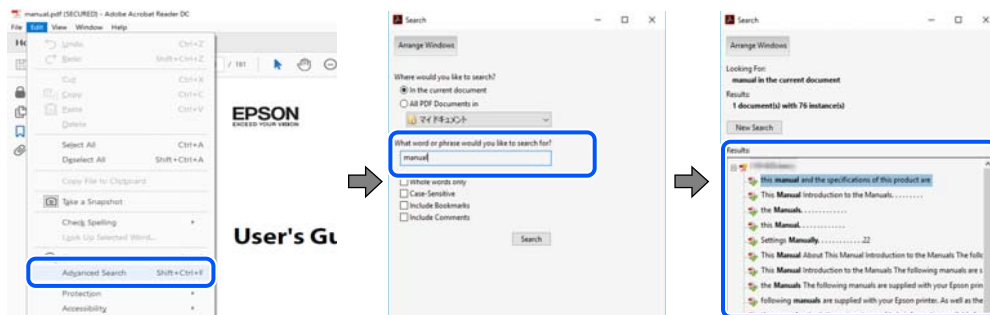 manual.pdf (SECURED) - Adobe Acrobat Reader DC
File Edit View Window Help
Undo Ctrl+Z
Redo Shift+Ctrl+Z
Cut Ctrl+X
Copy Ctrl+C
Paste Ctrl+V
Delete
Select All Ctrl+A
Deselect All Shift+Ctrl+A
Copy File to Clipboard
Take a Snapshot
Check Spelling
Look Up Selected Word...
Advanced Search Shift+Ctrl+F
Protection
Accessibility
/ 181
EPSON
EXCEED YOUR VISION
User's Gu
Search
Arrange Windows
Where would you like to search?
In the current document
All PDF Documents in
マイ ドキュメント
What word or phrase would you like to search for?
manual
Whole words only
Case-Sensitive
Include Bookmarks
Include Comments
Search
Search
Arrange Windows
Looking For:
manual in the current document
Results:
1 document(s) with 76 instance(s)
New Search
Results:
this manual and the specifications of this product are
This Manual Introduction to the Manuals. . . . . . . . .
the Manuals. . . . . . . . . . . . .
this Manual. . . . . . . . . . . . .
Settings Manually. . . . . . . . . . . . 22
This Manual About This Manual Introduction to the Manuals The follo
This Manual Introduction to the Manuals The following manuals are s
the Manuals The following manuals are supplied with your Epson prin
following manuals are supplied with your Epson printer. As well as the